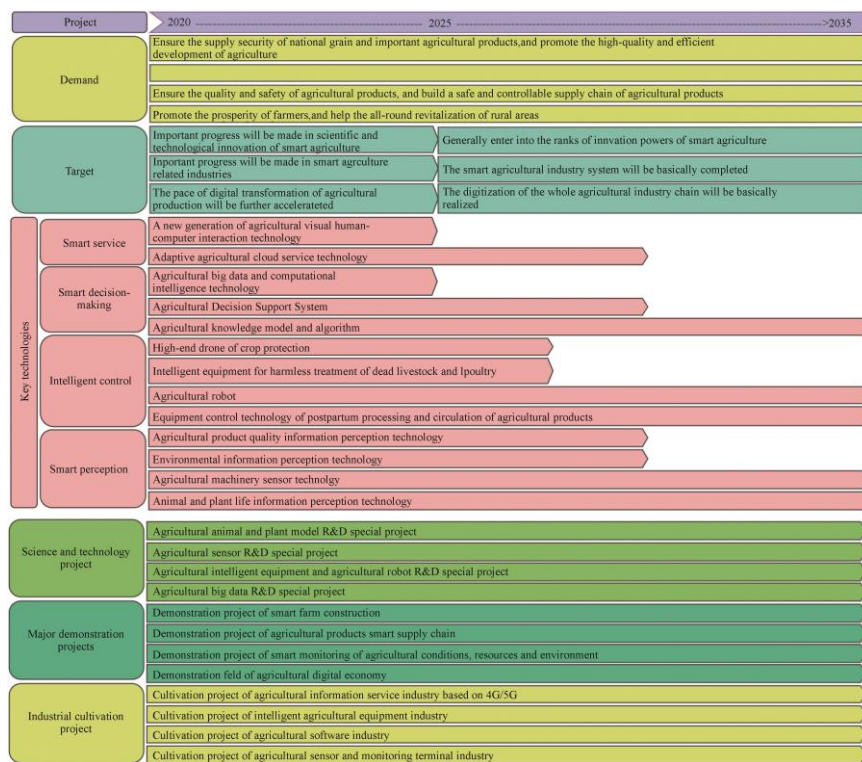 Project
2020
2025
>2035
Demand
Ensure the supply security of national grain and important agricultural products,and promote the high-quality and efficient
development of agriculture
Ensure the quality and safety of agricultural products, and build a safe and controllable supply chain of agricultural products
Promote the prosperity of farmers,and help the all-round revitalization of rural areas
Target
Important progress will be made in scientific and
technological innovation of smart agriculture
Generally enter into the ranks of innvation powers of smart agriculture
Inportant progress will be made in smart agrculture
related industries
The smart agricultural industry system will be basically completed
The pace of digital transformation of agricultural
production will be further accelerateted
The digitization of the whole agricultural industry chain will be basically
realized
Key technologies
Smart service
A new generation of agricultural visual human-
computer interaction technology
Adaptive agricultural cloud service technology
Smart decision-
making
Agricultural big data and computational
intelligence technology
Agricultural Decision Support System
Agricultural knowledge model and algorithm
Intelligent control
High-end drone of crop protection
Intelligent equipment for harmless treatment of dead livestock and lpoultry
Agricultural robot
Equipment control technology of postpartum processing and circulation of agricultural products
Smart perception
Agricultural product quality information perception technology
Environmental information perception technology
Agricultural machinery sensor technolgy
Animal and plant life information perception technology
Science and technology
project
Agricultural animal and plant model R&D special project
Agricultural sensor R&D special project
Agricultural intelligent equipment and agricultural robot R&D special project
Agricultural big data R&D special project
Major demonstration
projects
Demonstration project of smart farm construction
Demonstration project of agricultural products smart supply chain
Demonstration project of smart monitoring of agricultural conditions, resources and environment
Demonstration feld of agricultural digital economy
Industrial cultivation
project
Cultivation project of agricultural information service industry based on 4G/5G
Cultivation project of intelligent agricultural equipment industry
Cultivation project of agricultural software industry
Cultivation project of agricultural sensor and monitoring terminal industry